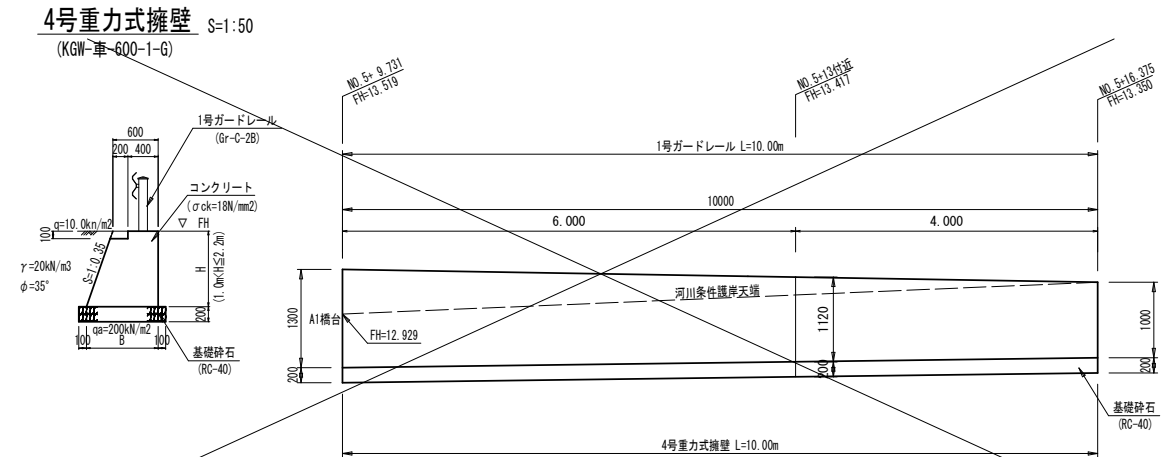 4号重力式擁壁 S=1:50
(KGW-車-600-1-G)
NO.5+ 9.731
FH=13.519
NO.5+13付近
FH=13.417
NO.5+16.375
FH=13.350
1号ガードレール
(Gr-C-2B)
600
200 400
コンクリート
(σck=18N/mm2)
q=10.0kn/m2
▽ FH
100
S=1:0.35
γ=20kN/m3
φ=35°
H
(1.0m<H≦2.2m)
200
qa=200kN/m2
100 B 100
基礎砕石
(RC-40)
1号ガードレール L=10.00m
10000
6.000 4.000
河川条件護岸天端
1300
A1橋台
FH=12.929
1120
1000
200
200
200
基礎砕石
(RC-40)
4号重力式擁壁 L=10.00m